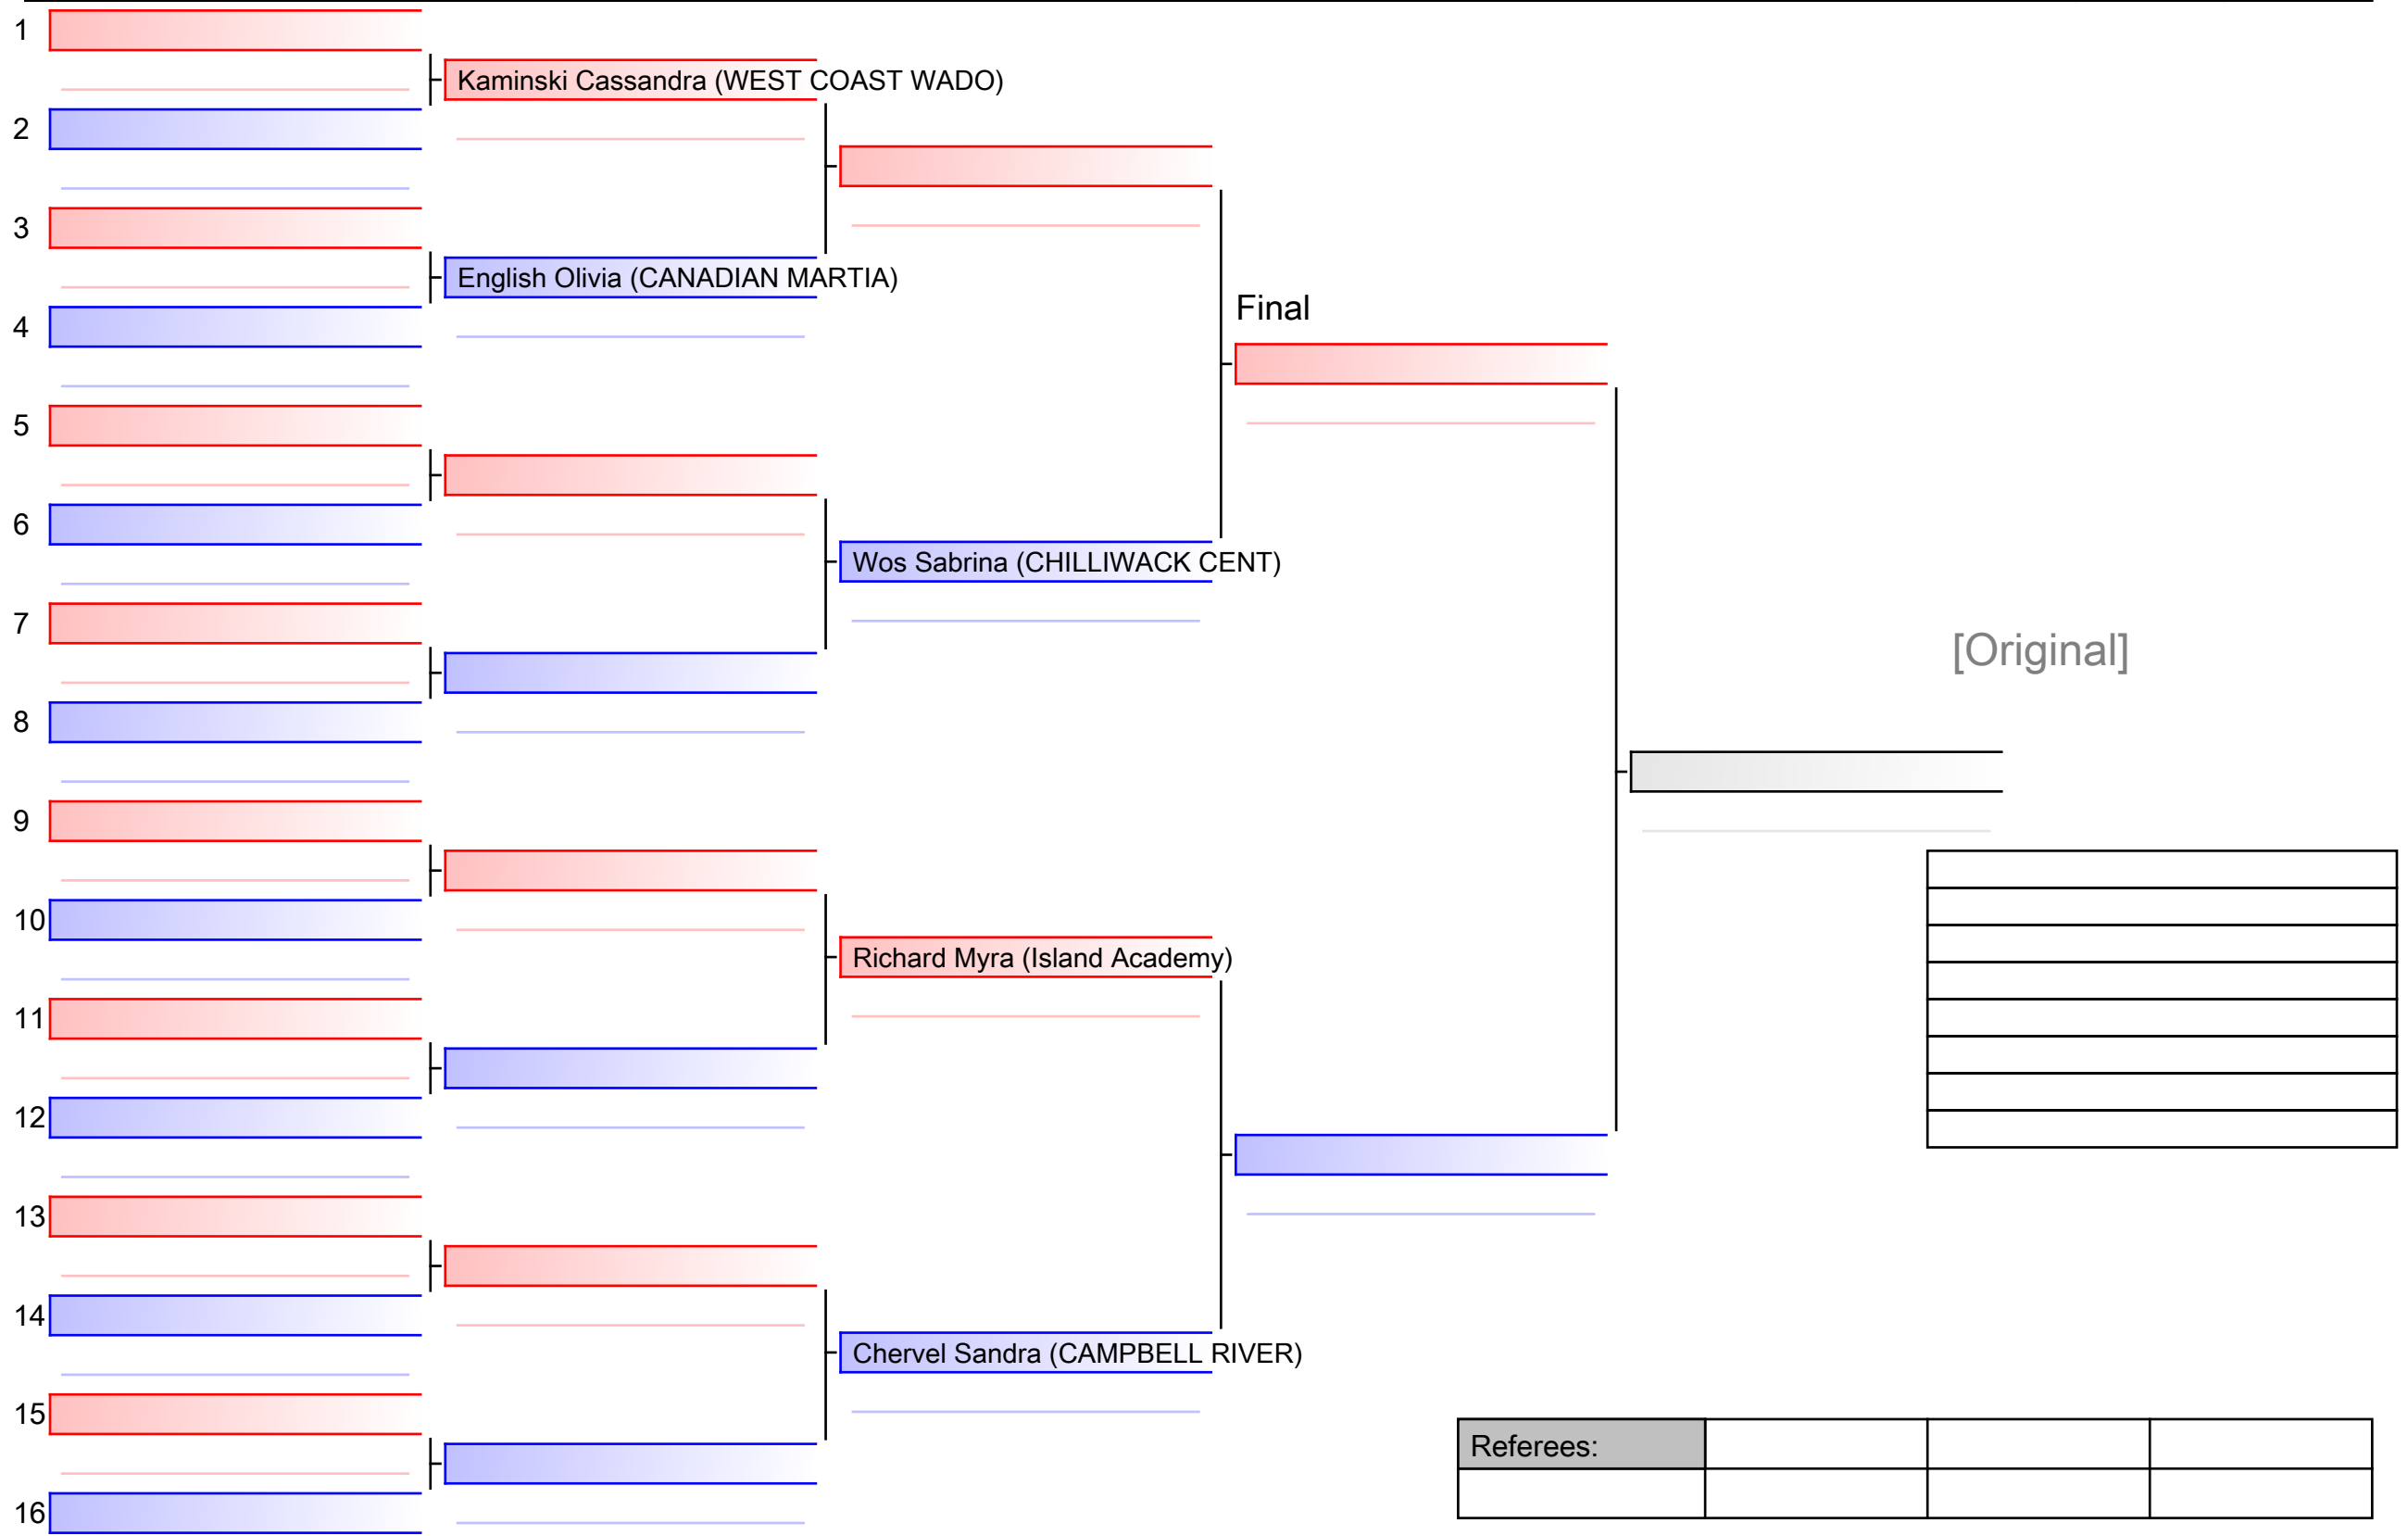 1
Kaminski Cassandra (WEST COAST WADO)
2
3
English Olivia (CANADIAN MARTIA)
4
Final
5
6
Wos Sabrina (CHILLIWACK CENT)
7
[Original]
8
9
10
Richard Myra (Island Academy)
11
12
13
14
Chervel Sandra (CAMPBELL RIVER)
15
Referees:
16